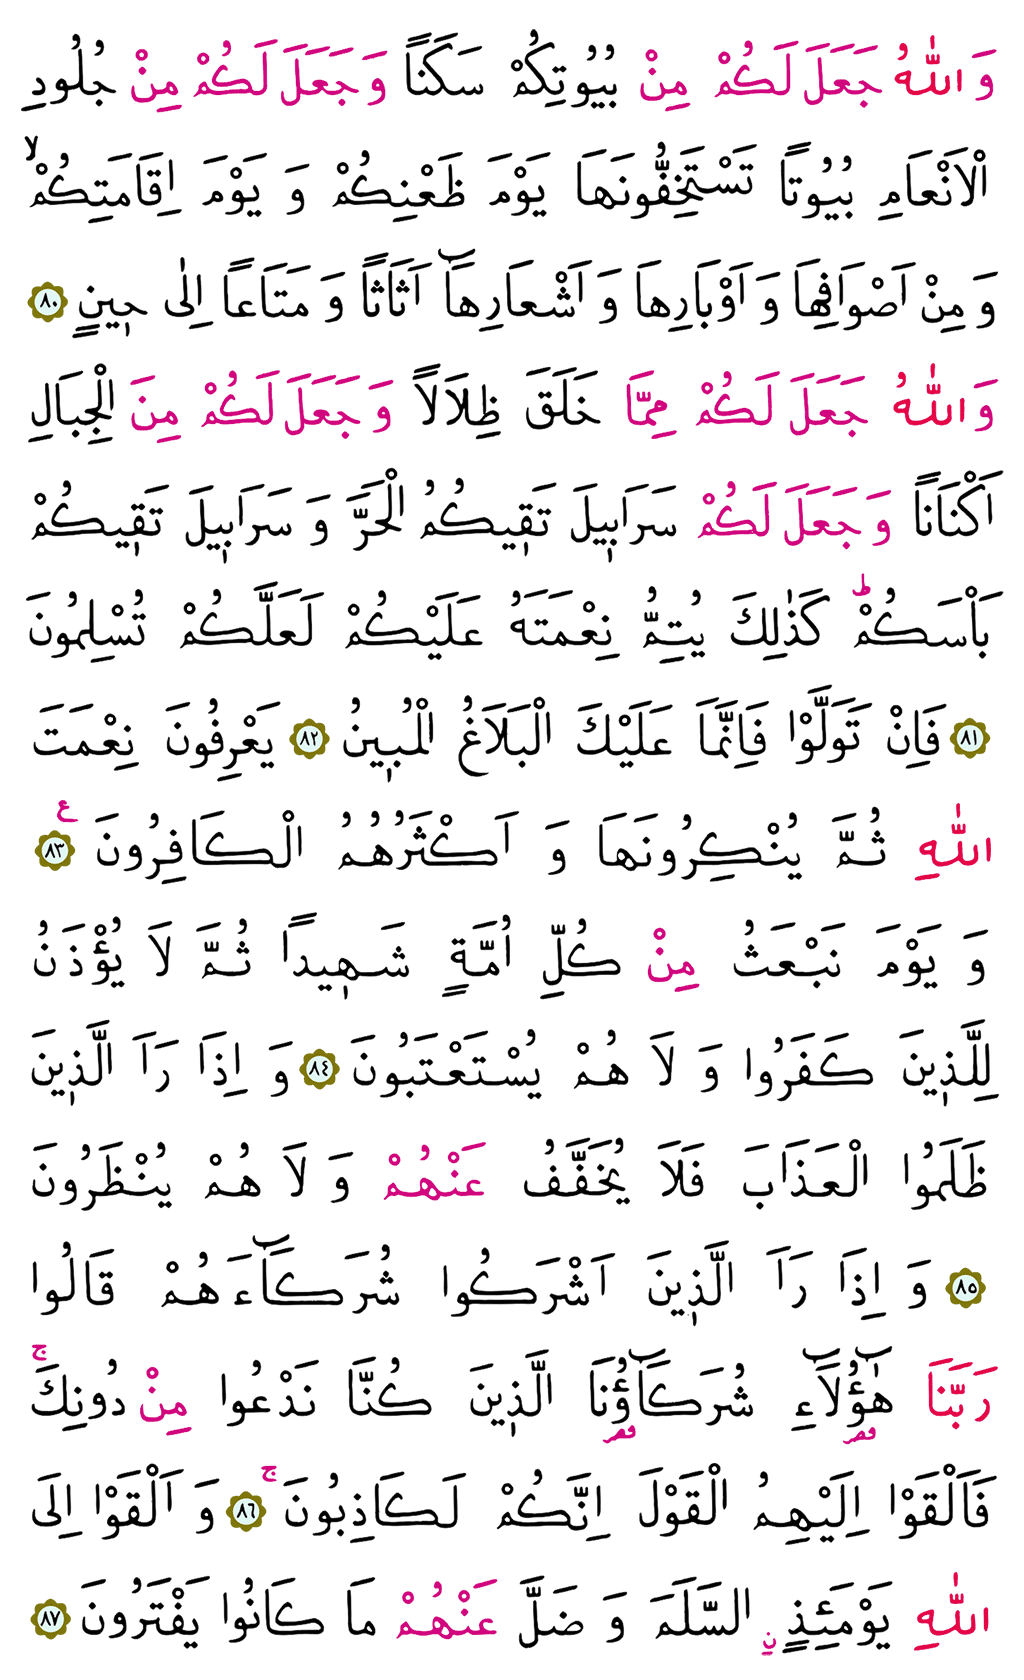 وَاللّٰهُ جَعَلَ لَكُمْ مِنْ بُيُوتِكُمْ سَكَنًا وَجَعَلَ لَكُمْ مِنْ جُلُودِ
الْاَنْعَامِ بُيُوتًا تَسْتَخِفُّونَهَا يَوْمَ ظَعْنِكُمْ وَيَوْمَ اِقَامَتِكُمْۙ
وَمِنْ اَصْوَافِهَا وَاَوْبَارِهَا وَاَشْعَارِهَٓا اَثَاثًا وَمَتَاعًا اِلٰى ح۪ينٍ ﴿٨٠﴾
وَاللّٰهُ جَعَلَ لَكُمْ مِمَّا خَلَقَ ظِلَالًا وَجَعَلَ لَكُمْ مِنَ الْجِبَالِ
اَكْنَانًا وَجَعَلَ لَكُمْ سَرَاب۪يلَ تَق۪يكُمُ الْحَرَّ وَسَرَاب۪يلَ تَق۪يكُمْ
بَأْسَكُمْۜ كَذٰلِكَ يُتِمُّ نِعْمَتَهُ عَلَيْكُمْ لَعَلَّكُمْ تُسْلِمُونَ
﴿٨١﴾ فَاِنْ تَوَلَّوْا فَاِنَّمَا عَلَيْكَ الْبَلَاغُ الْمُب۪ينُ ﴿٨٢﴾ يَعْرِفُونَ نِعْمَتَ
اللّٰهِ ثُمَّ يُنْكِرُونَهَا وَاَكْثَرُهُمُ الْكَافِرُونَ ﴿٨٣﴾ ع
وَيَوْمَ نَبْعَثُ مِنْ كُلِّ اُمَّةٍ شَه۪يدًا ثُمَّ لَا يُؤْذَنُ
لِلَّذ۪ينَ كَفَرُوا وَلَا هُمْ يُسْتَعْتَبُونَ ﴿٨٤﴾ وَاِذَا رَاَ الَّذ۪ينَ
ظَلَمُوا الْعَذَابَ فَلَا يُخَفَّفُ عَنْهُمْ وَلَا هُمْ يُنْظَرُونَ
﴿٨٥﴾ وَاِذَا رَاَ الَّذ۪ينَ اَشْرَكُوا شُرَكَٓاءَهُمْ قَالُوا
رَبَّنَا هٰٓؤُ۬لَٓاءِ شُرَكَٓاؤُ۬نَا الَّذ۪ينَ كُنَّا نَدْعُوا مِنْ دُونِكَۚ
فَاَلْقَوْا اِلَيْهِمُ الْقَوْلَ اِنَّكُمْ لَكَاذِبُونَۚ ﴿٨٦﴾ وَاَلْقَوْا اِلَى
اللّٰهِ يَوْمَئِذٍۨ السَّلَمَ وَضَلَّ عَنْهُمْ مَا كَانُوا يَفْتَرُونَ ﴿٨٧﴾